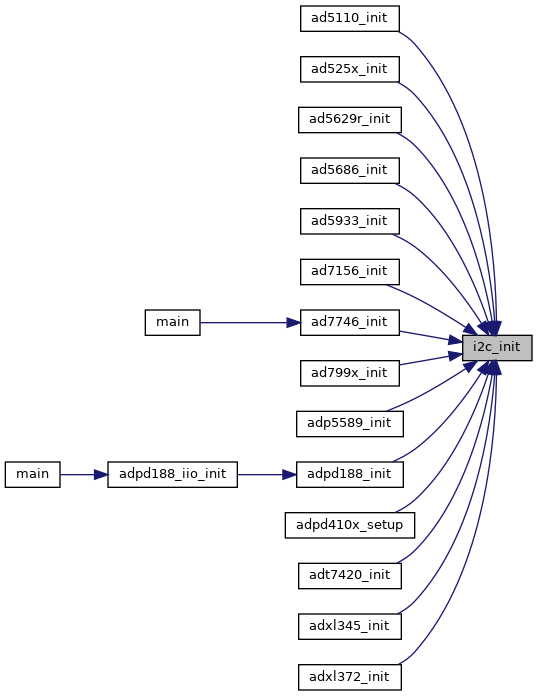 ad5110_init
ad525x_init
ad5629r_init
ad5686_init
ad5933_init
ad7156_init
main
ad7746_init
i2c_init
ad799x_init
adp5589_init
main
adpd188_iio_init
adpd188_init
adpd410x_setup
adt7420_init
adxl345_init
adxl372_init